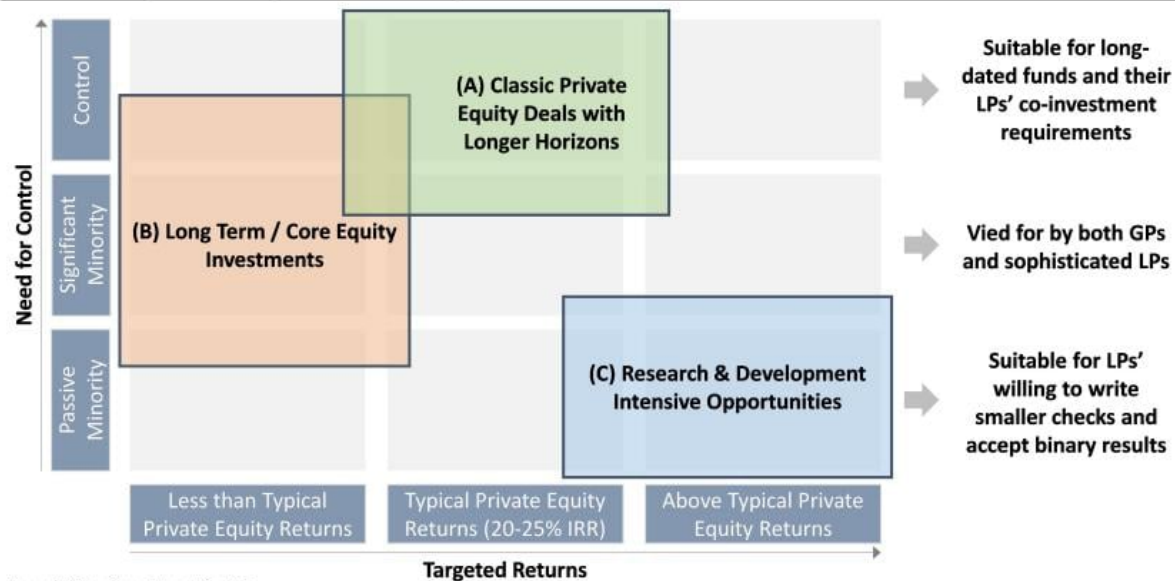 Need for Control
Control
Significant
Minority
Passive
Minority
(A) Classic Private
Equity Deals with
Longer Horizons
(B) Long Term / Core Equity
Investments
(C) Research & Development
Intensive Opportunities
Suitable for long-
dated funds and their
LPs' co-investment
requirements
Vied for by both GPs
and sophisticated LPs
Suitable for LPs'
willing to write
smaller checks and
accept binary results
Less than Typical
Private Equity Returns
Typical Private Equity
Returns (20-25% IRR)
Above Typical Private
Equity Returns
Targeted Returns